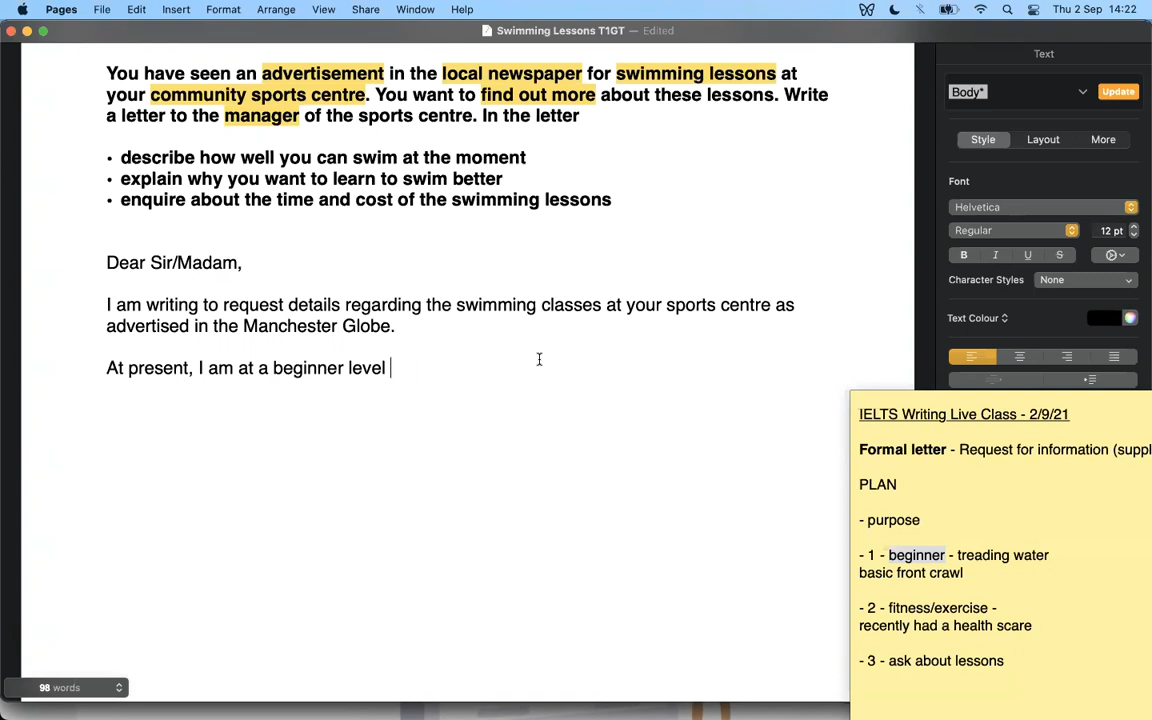 Pages File Edit Insert Format Arrange View Share Window Help Thu 2 Sep 14:22
Swimming Lessons T1GT — Edited
You have seen an advertisement in the local newspaper for swimming lessons at
your community sports centre. You want to find out more about these lessons. Write
a letter to the manager of the sports centre. In the letter
• describe how well you can swim at the moment
• explain why you want to learn to swim better
• enquire about the time and cost of the swimming lessons
Dear Sir/Madam,
I am writing to request details regarding the swimming classes at your sports centre as
advertised in the Manchester Globe.
At present, I am at a beginner level
98 words
Text
Body*
Update
Style Layout More
Font
Helvetica
Regular 12 pt
B I U S
Character Styles None
Text Colour
IELTS Writing Live Class - 2/9/21
Formal letter - Request for information (suppl
PLAN
- purpose
- 1 - beginner - treading water
basic front crawl
- 2 - fitness/exercise -
recently had a health scare
- 3 - ask about lessons